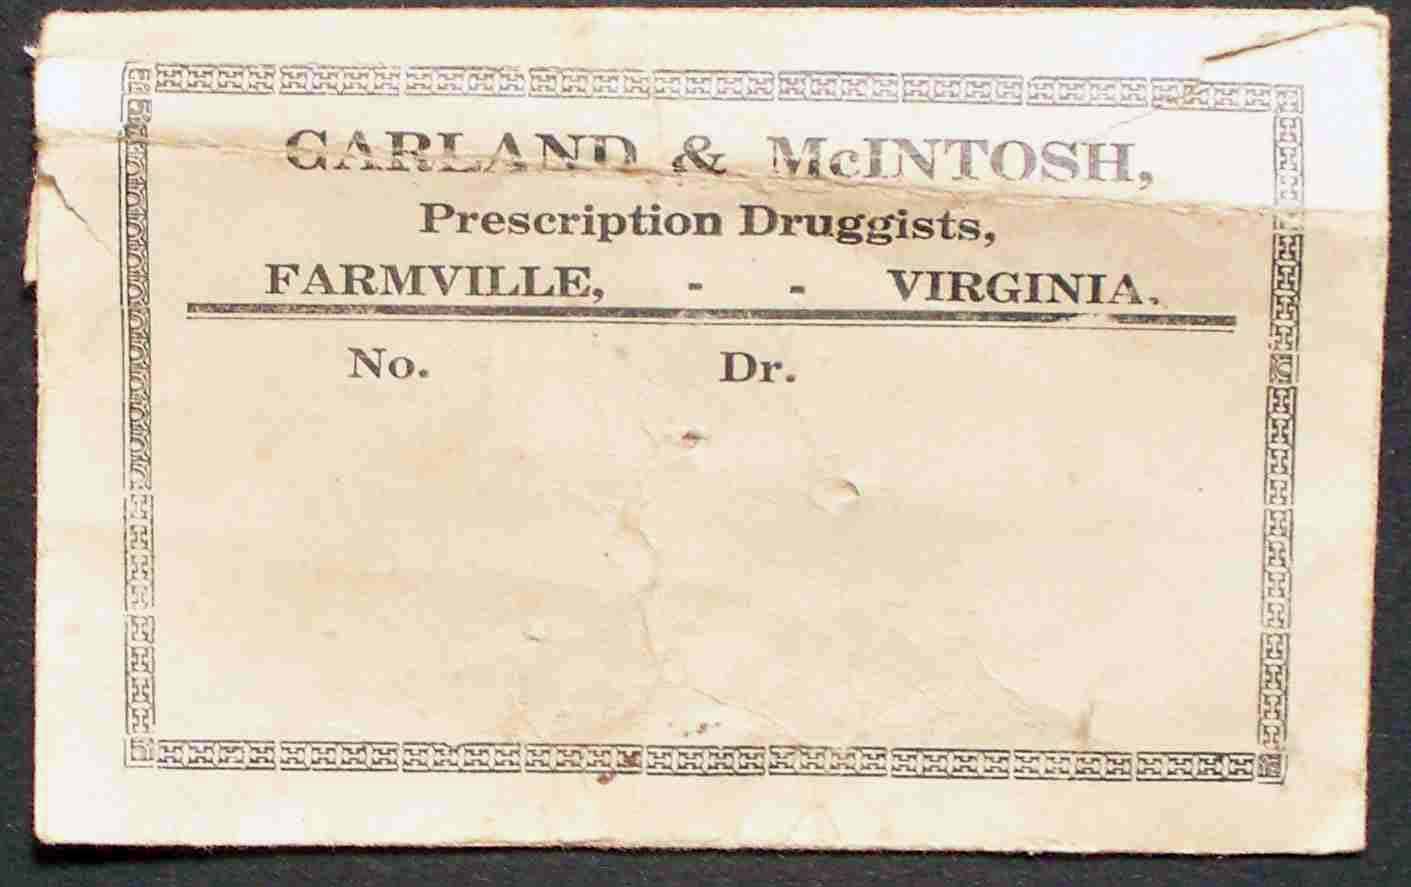 GARLAND & McINTOSH,
Prescription Druggists,
FARMVILLE, - - VIRGINIA.
No. Dr.